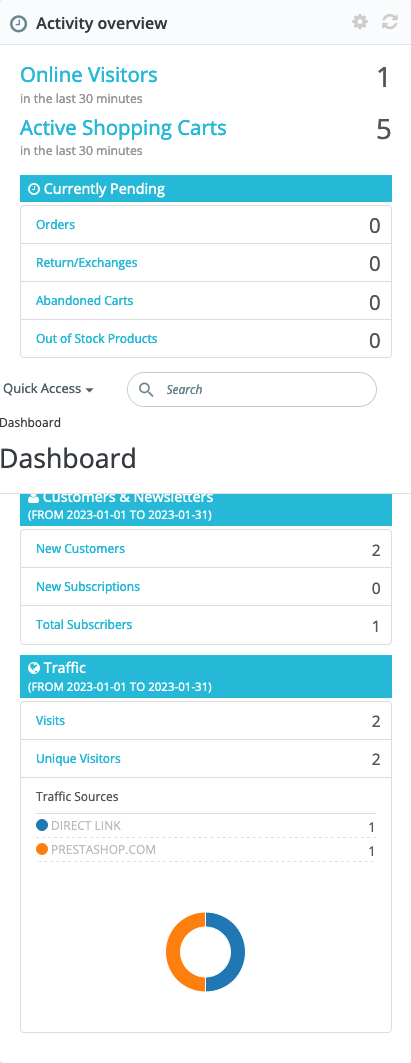 Activity overview
Online Visitors 1
in the last 30 minutes
Active Shopping Carts 5
in the last 30 minutes
Currently Pending
Orders 0
Return/Exchanges 0
Abandoned Carts 0
Out of Stock Products 0
Quick Access Search
Dashboard
Dashboard
Customers & Newsletters
(FROM 2023-01-01 TO 2023-01-31)
New Customers 2
New Subscriptions 0
Total Subscribers 1
Traffic
(FROM 2023-01-01 TO 2023-01-31)
Visits 2
Unique Visitors 2
Traffic Sources
DIRECT LINK 1
PRESTASHOP.COM 1